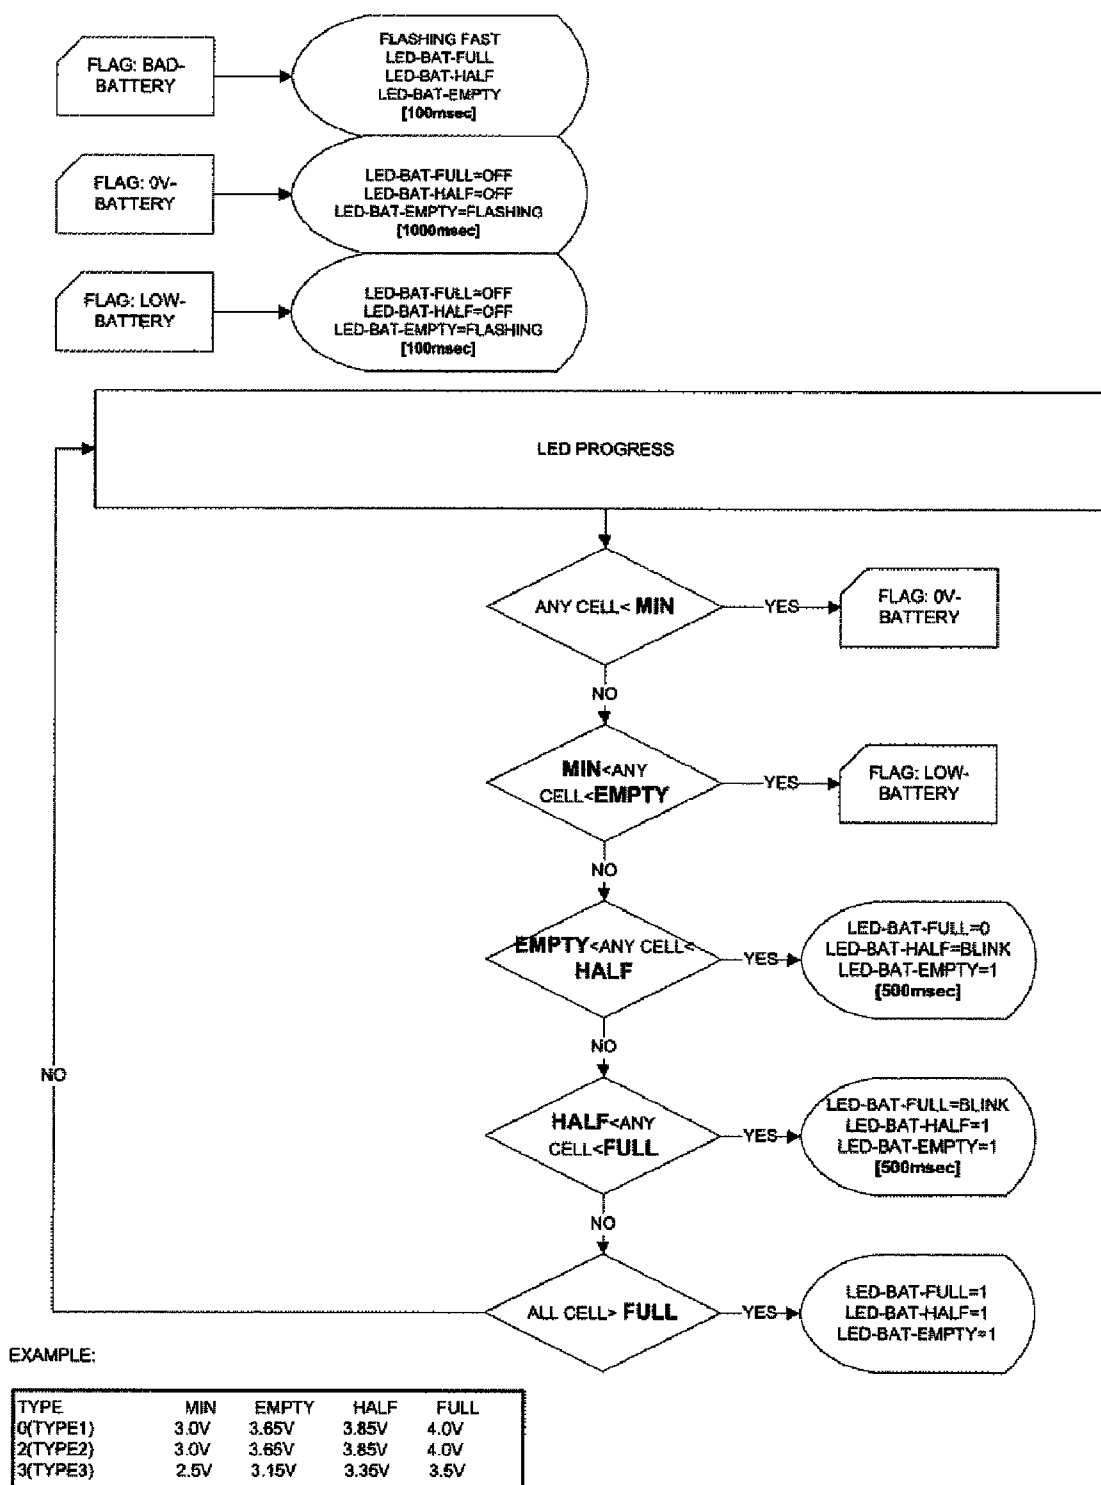 FLAG: BAD-
BATTERY
FLASHING FAST
LED-BAT-FULL
LED-BAT-HALF
LED-BAT-EMPTY
[100msec]
FLAG: 0V-
BATTERY
LED-BAT-FULL=OFF
LED-BAT-HALF=OFF
LED-BAT-EMPTY=FLASHING
[1000msec]
FLAG: LOW-
BATTERY
LED-BAT-FULL=OFF
LED-BAT-HALF=OFF
LED-BAT-EMPTY=FLASHING
[100msec]
LED PROGRESS
ANY CELL< MIN
YES
FLAG: 0V-
BATTERY
NO
MIN<ANY
CELL<EMPTY
YES
FLAG: LOW-
BATTERY
NO
EMPTY<ANY CELL<
HALF
YES
LED-BAT-FULL=0
LED-BAT-HALF=BLINK
LED-BAT-EMPTY=1
[500msec]
NO
NO
HALF<ANY
CELL<FULL
YES
LED-BAT-FULL=BLINK
LED-BAT-HALF=1
LED-BAT-EMPTY=1
[500msec]
NO
ALL CELL> FULL
YES
LED-BAT-FULL=1
LED-BAT-HALF=1
LED-BAT-EMPTY=1
EXAMPLE:
TYPE MIN EMPTY HALF FULL
0(TYPE1) 3.0V 3.65V 3.85V 4.0V
2(TYPE2) 3.0V 3.65V 3.85V 4.0V
3(TYPE3) 2.5V 3.15V 3.35V 3.5V